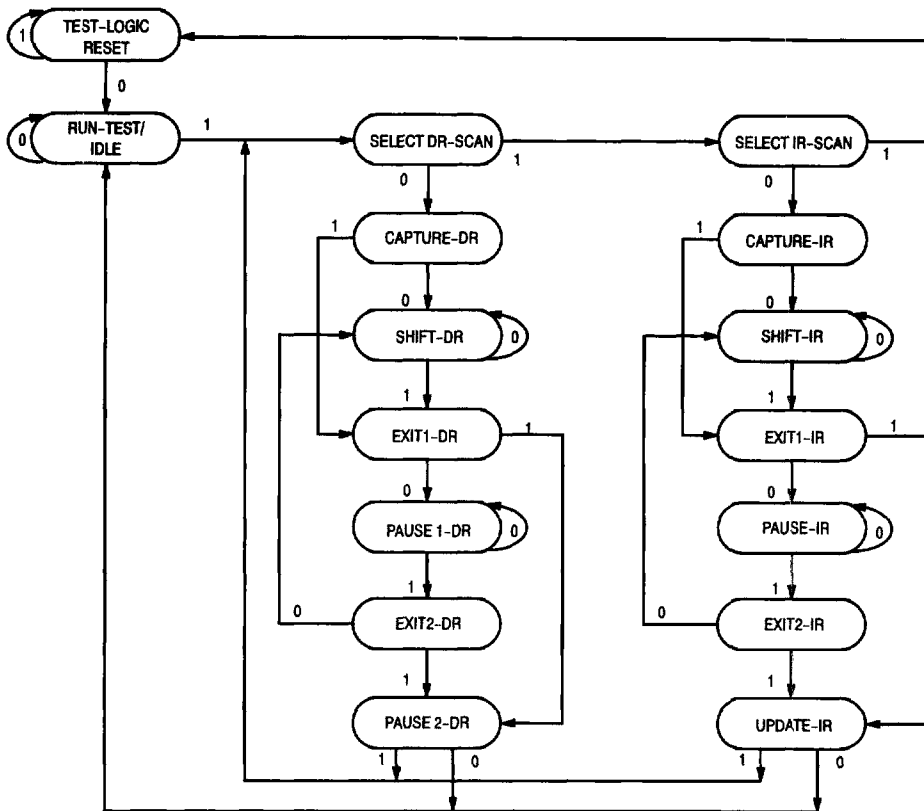 TEST-LOGIC
RESET
1
0
RUN-TEST/
IDLE
0
1
SELECT DR-SCAN
1
0
SELECT IR-SCAN
1
0
CAPTURE-DR
1
0
CAPTURE-IR
1
0
SHIFT-DR
0
1
SHIFT-IR
0
1
EXIT1-DR
1
0
EXIT1-IR
1
0
PAUSE 1-DR
0
1
PAUSE-IR
0
1
EXIT2-DR
0
1
EXIT2-IR
0
1
PAUSE 2-DR
1
0
UPDATE-IR
1
0